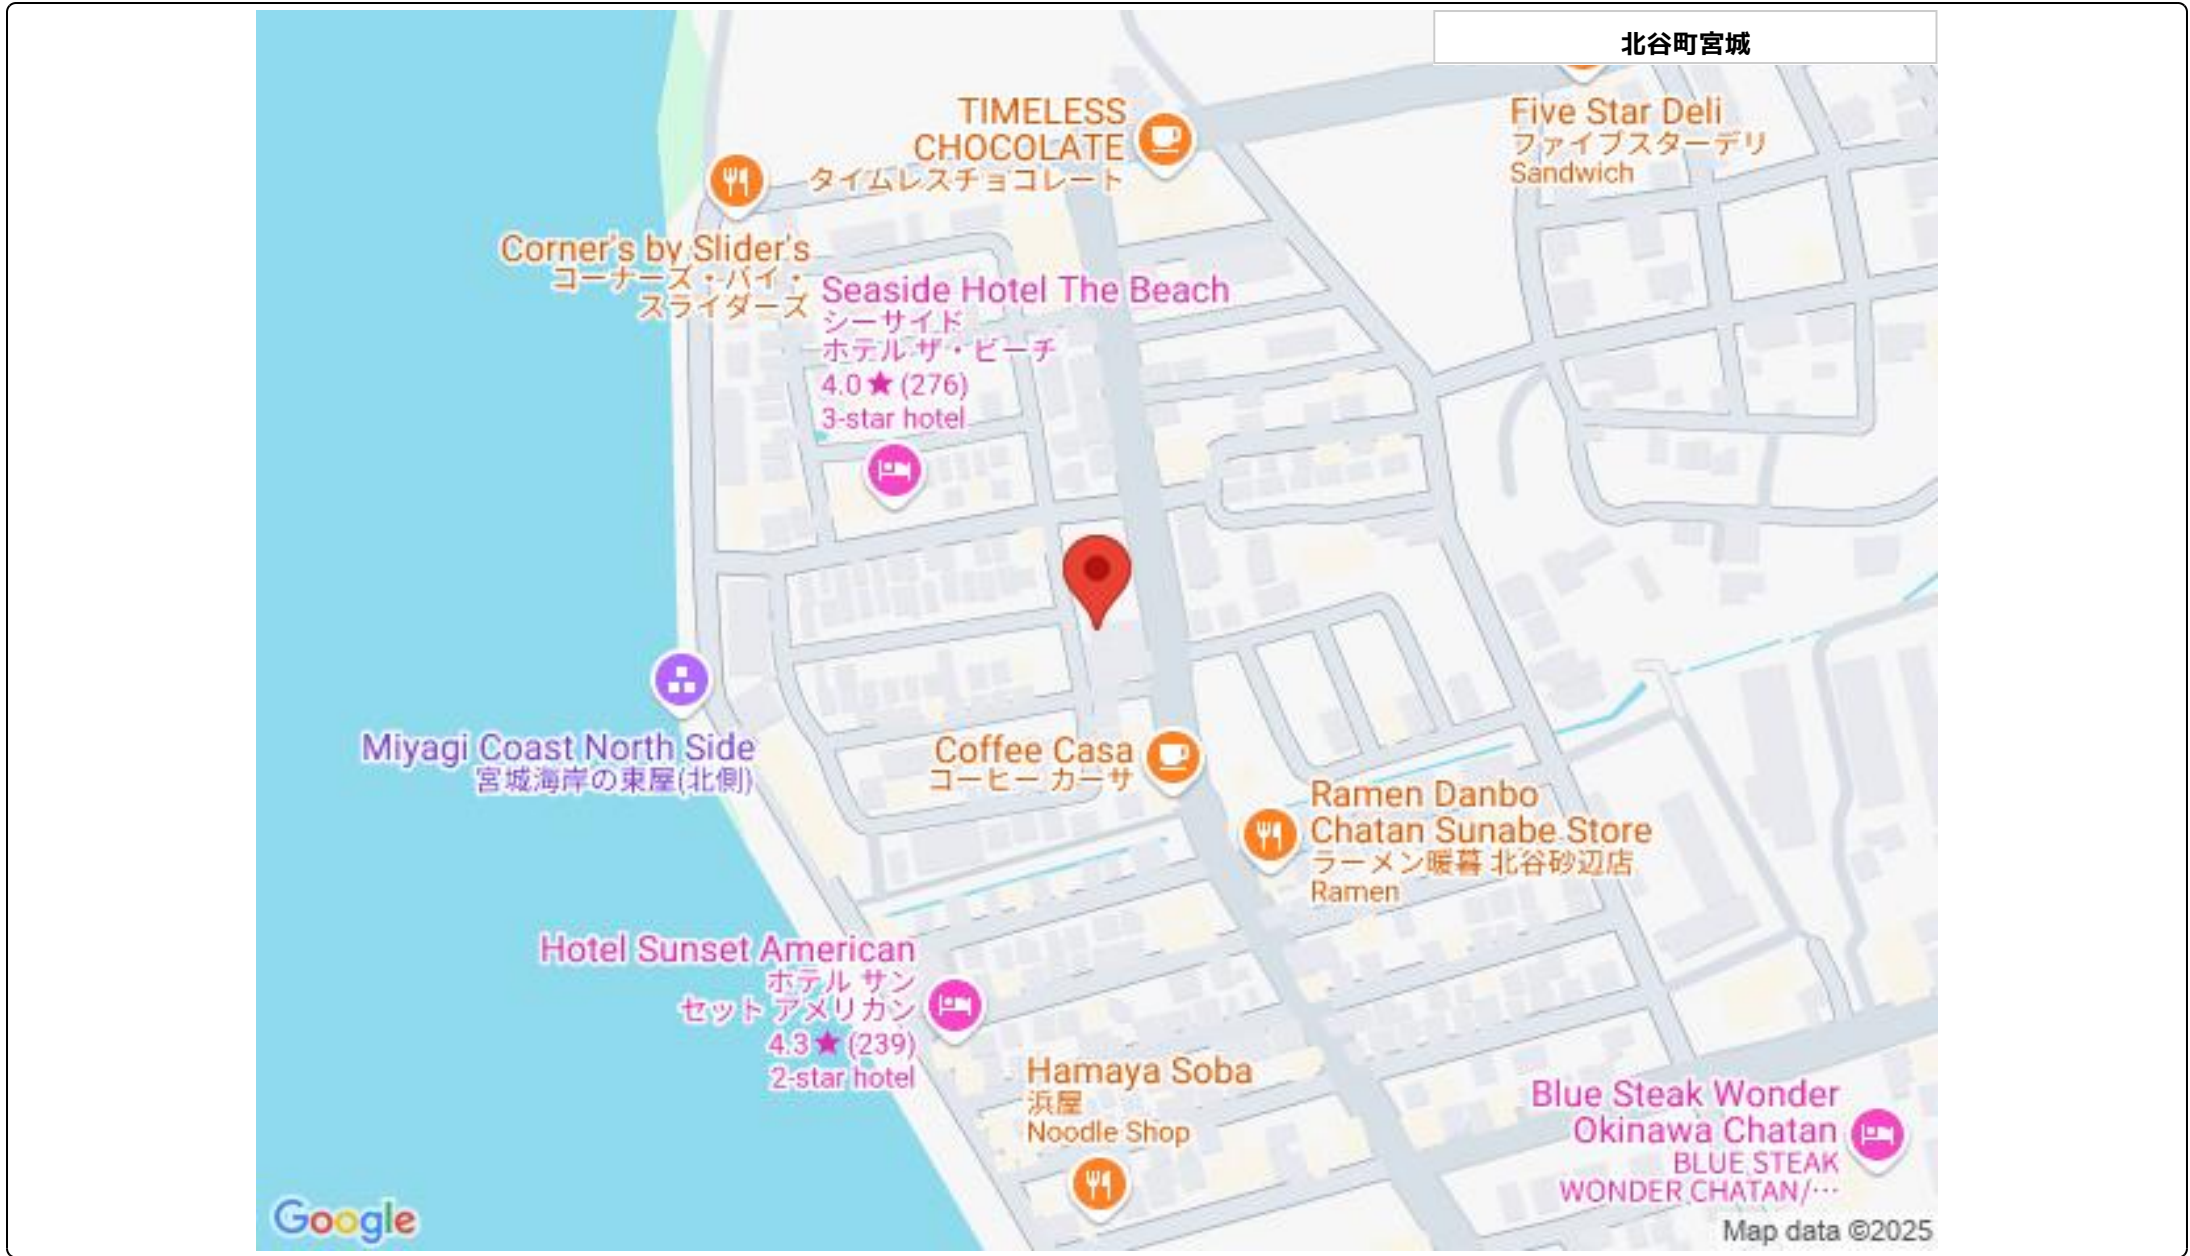 北谷町宮城
TIMELESS
CHOCOLATE
タイムレスチョコレート
Five Star Deli
ファイブスターデリ
Sandwich
Corner's by Slider's
コーナーズ・バイ・
スライダーズ
Seaside Hotel The Beach
シーサイド
ホテル ザ・ビーチ
4.0 ★ (276)
3-star hotel
Miyagi Coast North Side
宮城海岸の東屋(北側)
Coffee Casa
コーヒー カーサ
Ramen Danbo
Chatan Sunabe Store
ラーメン暖暮 北谷砂辺店
Ramen
Hotel Sunset American
ホテル サン
セット アメリカン
4.3 ★ (239)
2-star hotel
Hamaya Soba
浜屋
Noodle Shop
Blue Steak Wonder
Okinawa Chatan
BLUE STEAK
WONDER CHATAN/…
Google
Map data ©2025